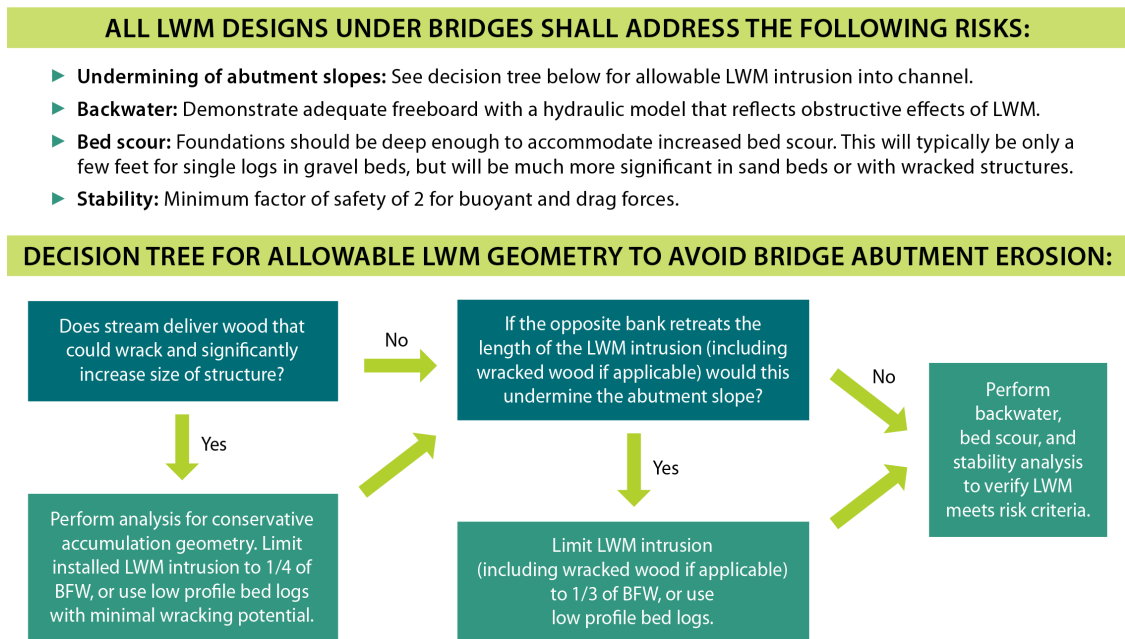 ALL LWM DESIGNS UNDER BRIDGES SHALL ADDRESS THE FOLLOWING RISKS:
► Undermining of abutment slopes: See decision tree below for allowable LWM intrusion into channel.
► Backwater: Demonstrate adequate freeboard with a hydraulic model that reflects obstructive effects of LWM.
► Bed scour: Foundations should be deep enough to accommodate increased bed scour. This will typically be only a
few feet for single logs in gravel beds, but will be much more significant in sand beds or with wracked structures.
► Stability: Minimum factor of safety of 2 for buoyant and drag forces.
DECISION TREE FOR ALLOWABLE LWM GEOMETRY TO AVOID BRIDGE ABUTMENT EROSION:
Does stream deliver wood that
could wrack and significantly
increase size of structure?
No
Yes
Perform analysis for conservative
accumulation geometry. Limit
installed LWM intrusion to 1/4 of
BFW, or use low profile bed logs
with minimal wracking potential.
If the opposite bank retreats the
length of the LWM intrusion (including
wracked wood if applicable) would this
undermine the abutment slope?
No
Yes
Limit LWM intrusion
(including wracked wood if applicable)
to 1/3 of BFW, or use
low profile bed logs.
Perform
backwater,
bed scour, and
stability analysis
to verify LWM
meets risk criteria.